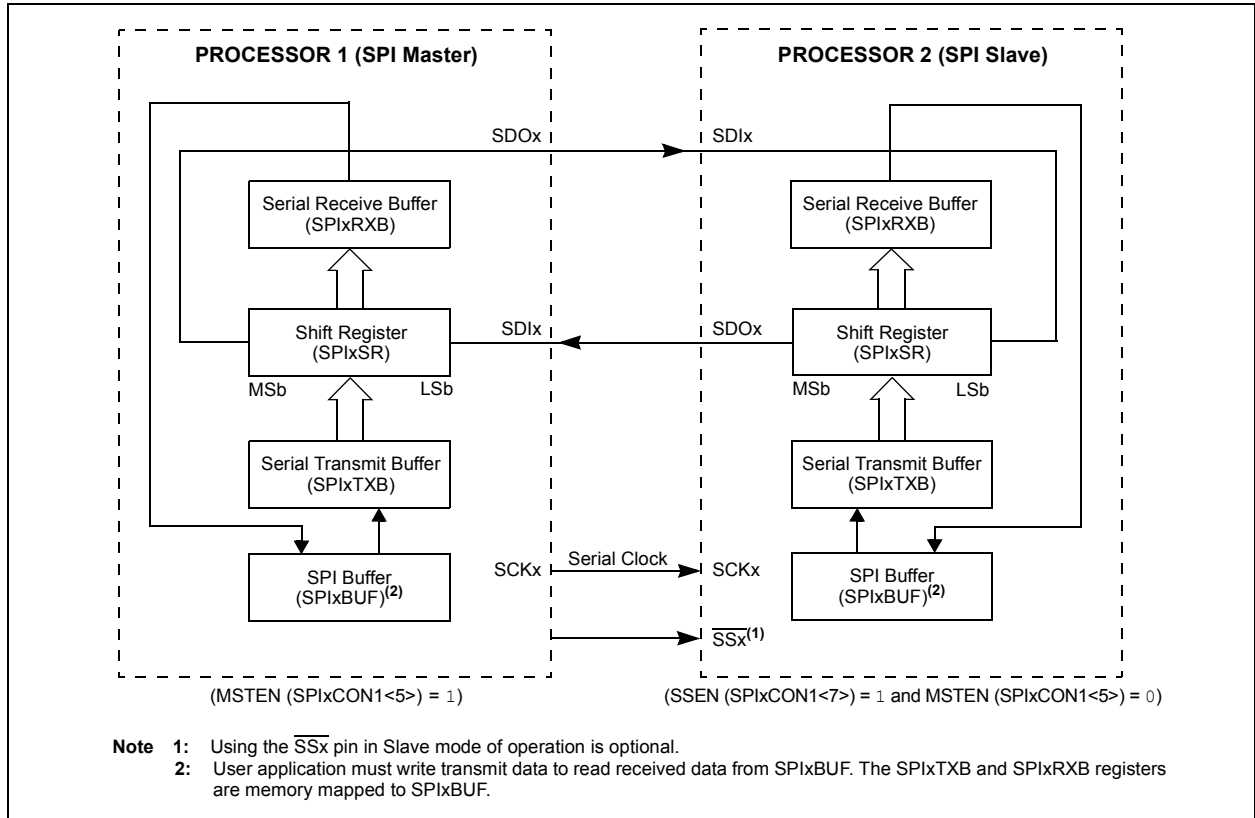 PROCESSOR 1 (SPI Master)
PROCESSOR 2 (SPI Slave)
SDOx
SDIx
Serial Receive Buffer
(SPIxRXB)
Serial Receive Buffer
(SPIxRXB)
Shift Register
(SPIxSR)
SDIx
SDOx
Shift Register
(SPIxSR)
MSb
LSb
MSb
LSb
Serial Transmit Buffer
(SPIxTXB)
Serial Transmit Buffer
(SPIxTXB)
SPI Buffer
(SPIxBUF)(2)
SCKx
Serial Clock
SCKx
SPI Buffer
(SPIxBUF)(2)
SSx(1)
(MSTEN (SPIxCON1<5>) = 1)
(SSEN (SPIxCON1<7>) = 1 and MSTEN (SPIxCON1<5>) = 0)
Note 1: Using the SSx pin in Slave mode of operation is optional.
2: User application must write transmit data to read received data from SPIxBUF. The SPIxTXB and SPIxRXB registers
are memory mapped to SPIxBUF.